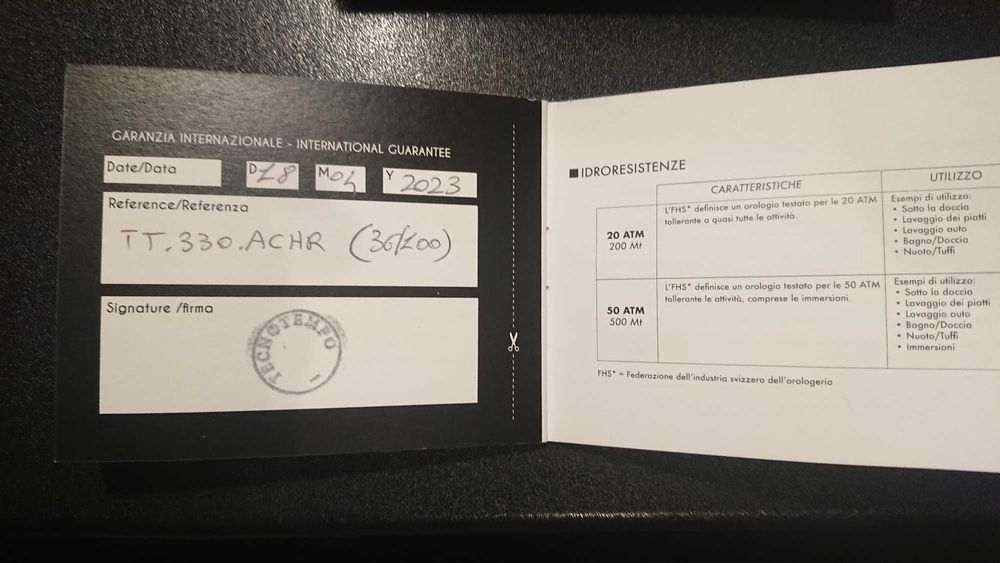 GARANZIA INTERNAZIONALE - INTERNATIONAL GUARANTEE
Date/Data D M 04 Y 2023
Reference/Referenza
TT.330.ACHR
Signature /firma
TECNOTEMPO
IDRORESISTENZE
CARATTERISTICHE
UTILIZZO
20 ATM
200 Mt
L'FHS* definisce un orologio testato per le 20 ATM
tollerante a quasi tutte le attività.
Esempi di utilizzo:
• Sotto la doccia
• Lavaggio dei piatti
• Lavaggio auto
• Bagno/Doccia
• Nuoto/Tuffi
50 ATM
500 Mt
L'FHS* definisce un orologio testato per le 50 ATM
tollerante le attività, comprese le immersioni.
Esempi di utilizzo:
• Sotto la doccia
• Lavaggio dei piatti
• Lavaggio auto
• Bagno/Doccia
• Nuoto/Tuffi
• Immersioni
FHS* = Federazione dell'industria svizzera dell'orologeria